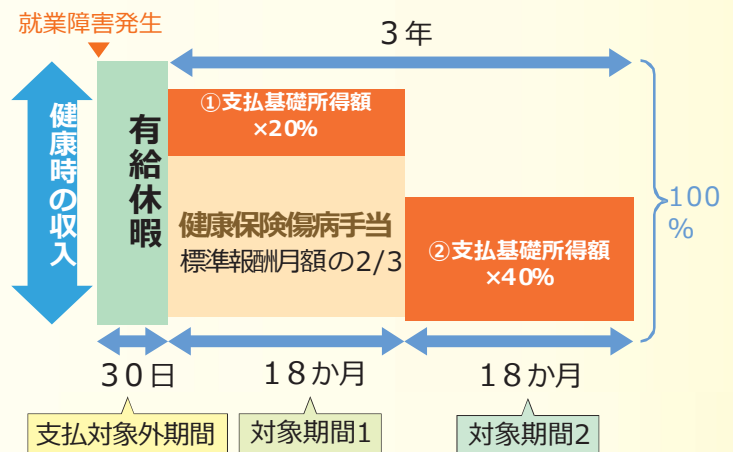 就業障害発生
3年
健康時の収入
有給休暇
①支払基礎所得額
×20%
健康保険傷病手当
標準報酬月額の2/3
②支払基礎所得額
×40%
100
%
30日
18か月
18か月
支払対象外期間
対象期間1
対象期間2